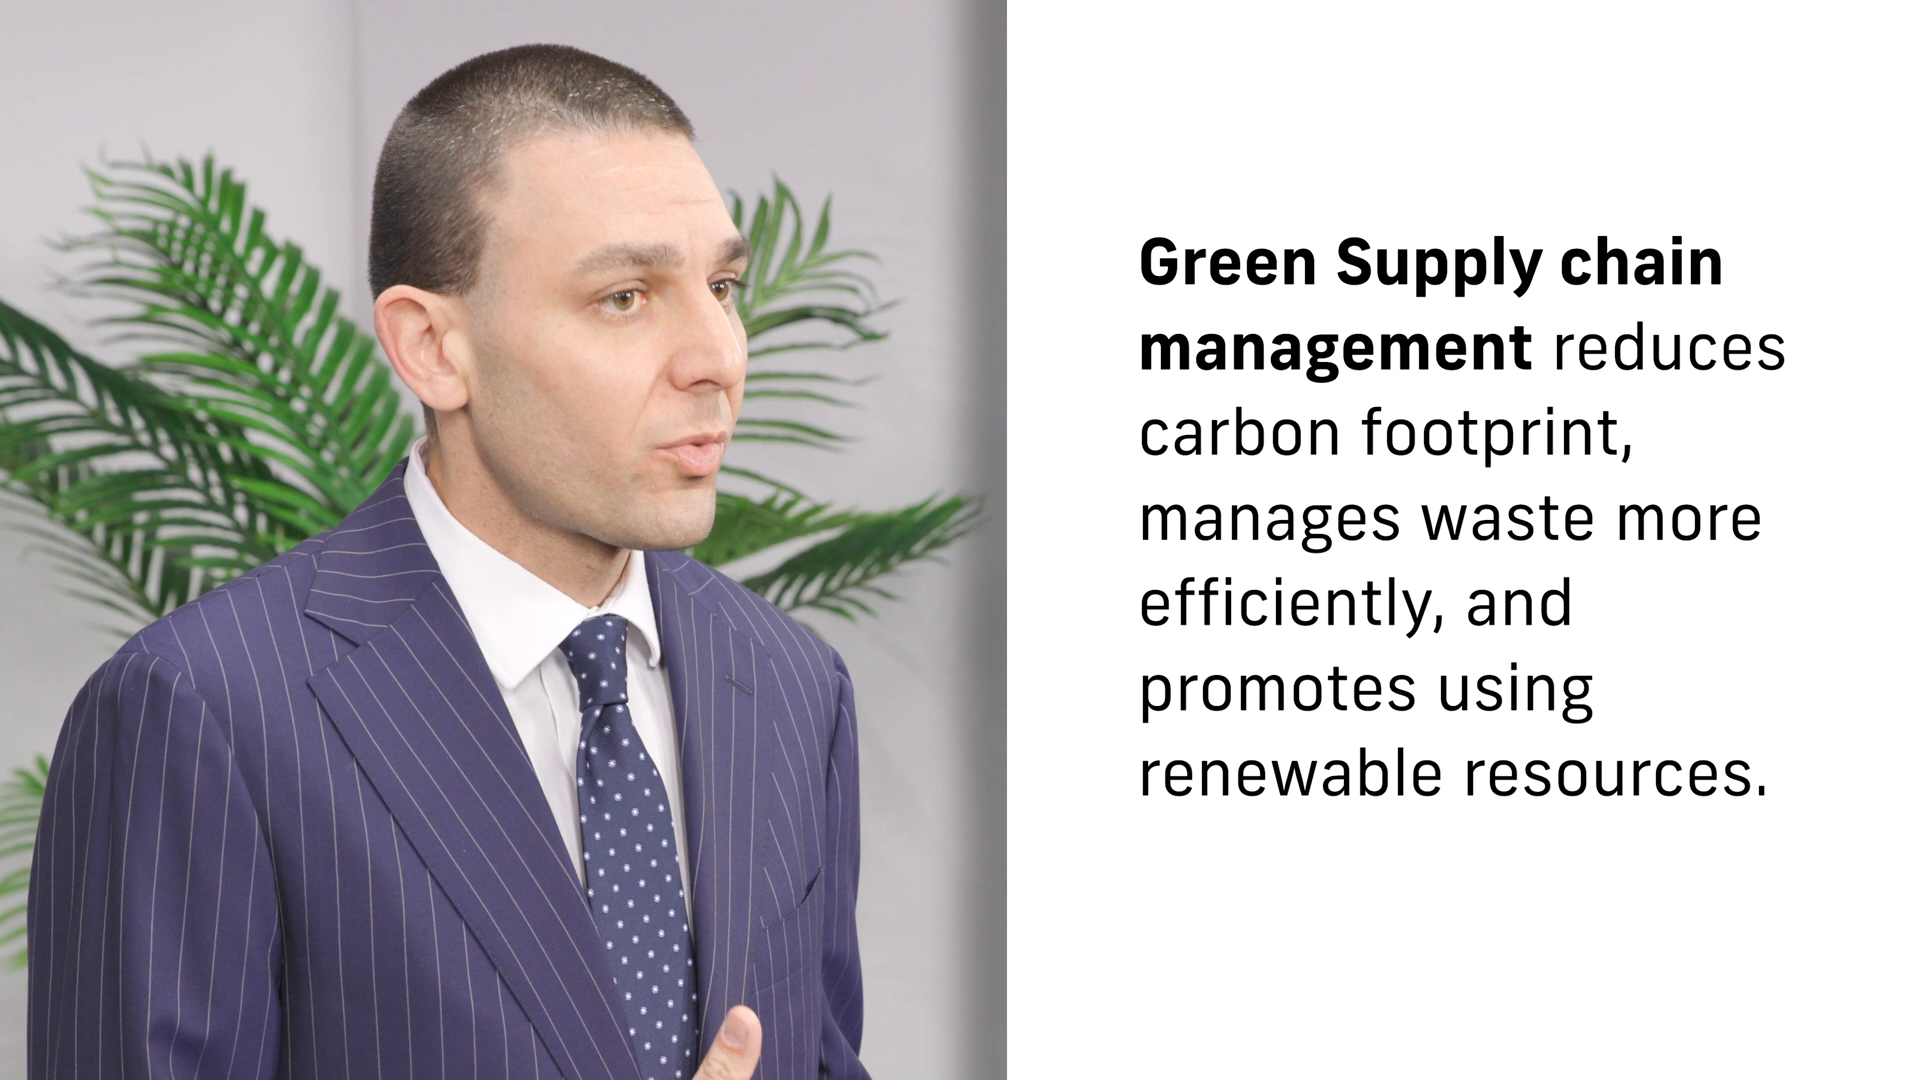 Green Supply chain
management reduces
carbon footprint,
manages waste more
efficiently, and
promotes using
renewable resources.